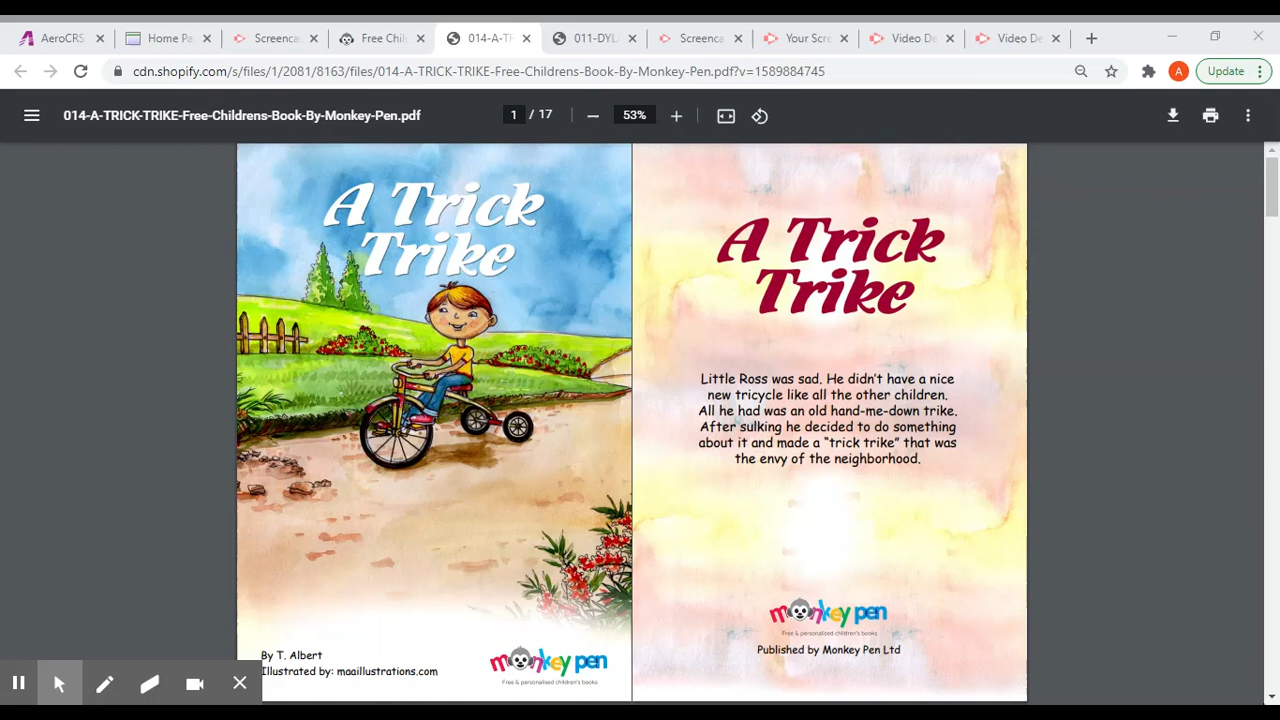 AeroCRS
Home Pa
Screenca
Free Chil
014-A-TR
011-DYL
Screenca
Your Scre
Video De
Video De
cdn.shopify.com/s/files/1/2081/8163/files/014-A-TRICK-TRIKE-Free-Childrens-Book-By-Monkey-Pen.pdf?v=1589884745
A
Update
014-A-TRICK-TRIKE-Free-Childrens-Book-By-Monkey-Pen.pdf
1 / 17
53%
A Trick
Trike
By T. Albert
Illustrated by: maaillustrations.com
monkey pen
Free & personalised children's books
A Trick
Trike
Little Ross was sad. He didn't have a nice
new tricycle like all the other children.
All he had was an old hand-me-down trike.
After sulking he decided to do something
about it and made a “trick trike” that was
the envy of the neighborhood.
monkey pen
Free & personalised children's books
Published by Monkey Pen Ltd